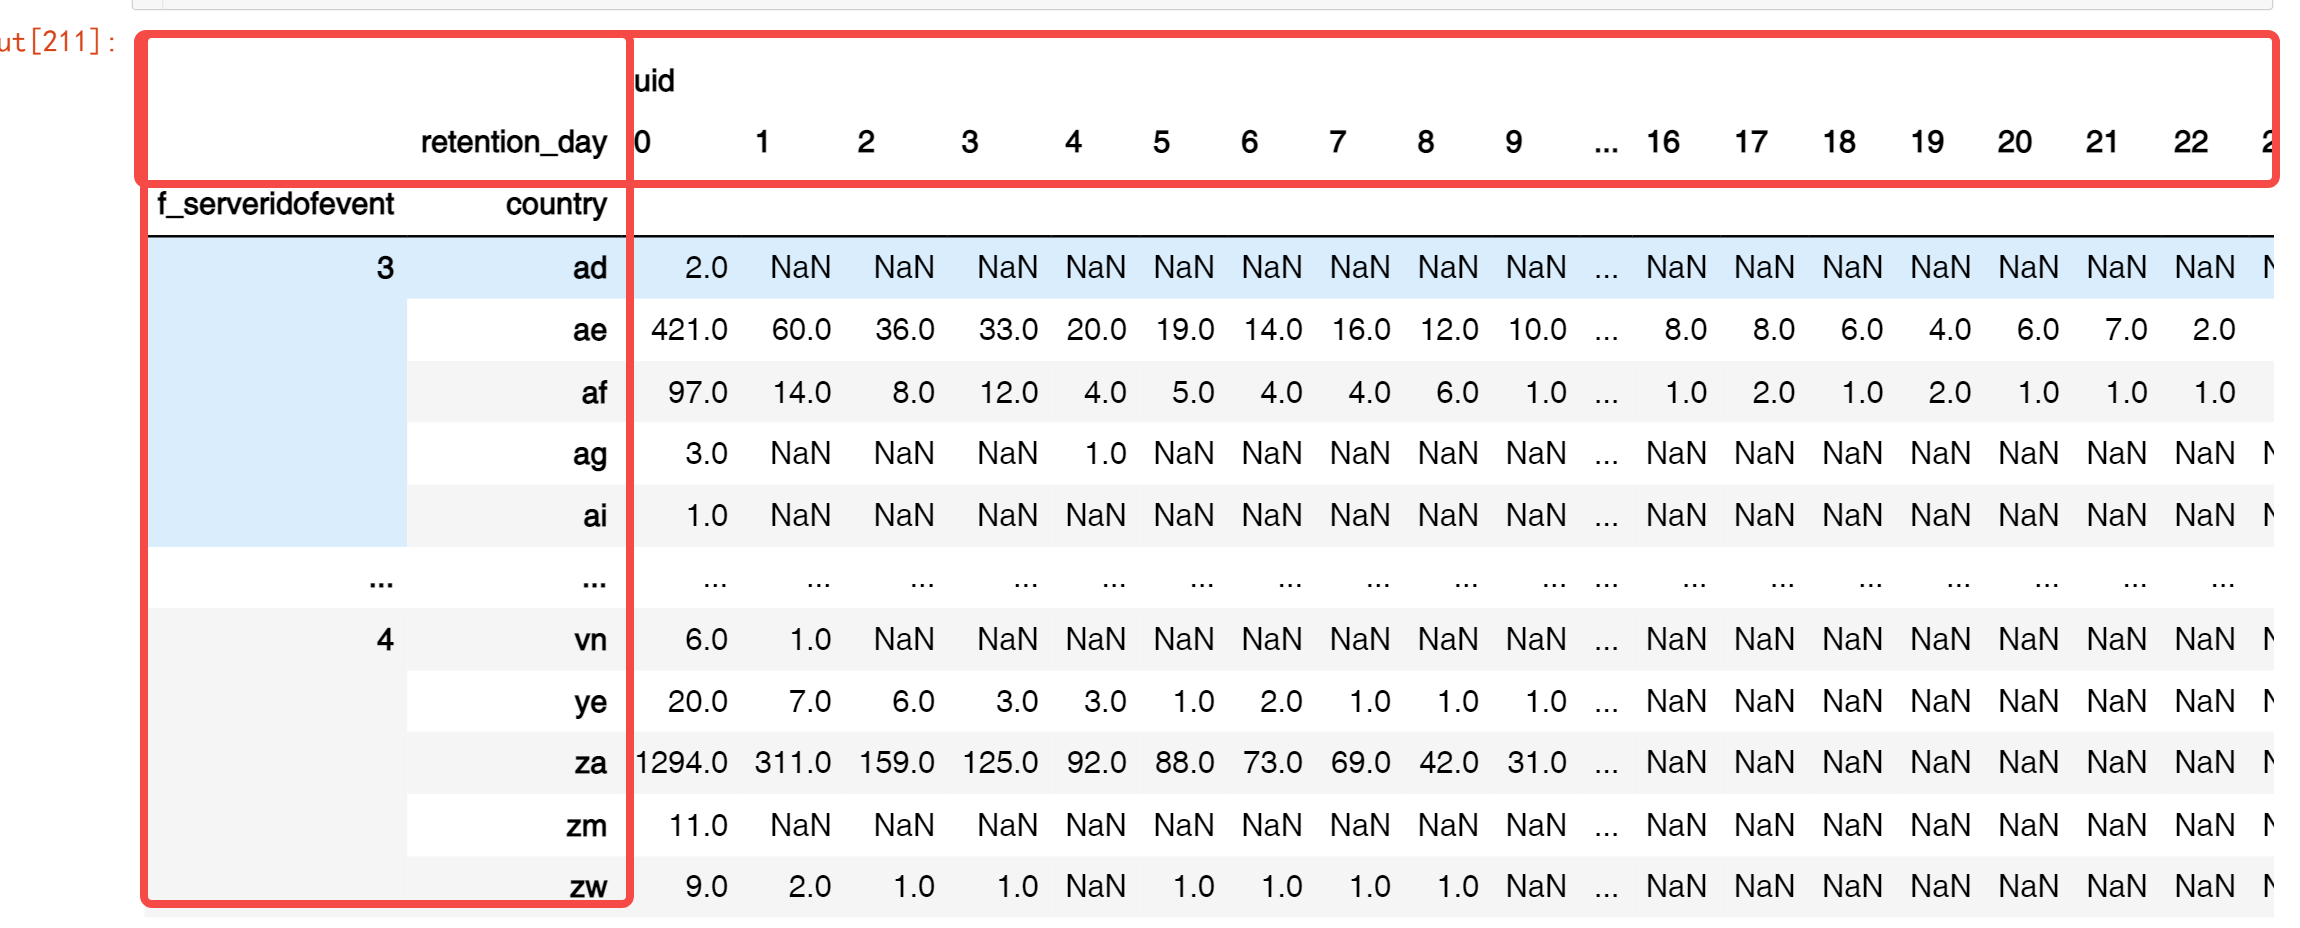 ut[211]:
uid
retention_day 0 1 2 3 4 5 6 7 8 9 ... 16 17 18 19 20 21 22
f_serveridofevent country
3 ad 2.0 NaN NaN NaN NaN NaN NaN NaN NaN NaN ... NaN NaN NaN NaN NaN NaN NaN
ae 421.0 60.0 36.0 33.0 20.0 19.0 14.0 16.0 12.0 10.0 ... 8.0 8.0 6.0 4.0 6.0 7.0 2.0
af 97.0 14.0 8.0 12.0 4.0 5.0 4.0 4.0 6.0 1.0 ... 1.0 2.0 1.0 2.0 1.0 1.0 1.0
ag 3.0 NaN NaN NaN 1.0 NaN NaN NaN NaN NaN ... NaN NaN NaN NaN NaN NaN NaN
ai 1.0 NaN NaN NaN NaN NaN NaN NaN NaN NaN ... NaN NaN NaN NaN NaN NaN NaN
... ... ... ... ... ... ... ... ... ... ... ... ... ... ... ... ... ... ... ...
4 vn 6.0 1.0 NaN NaN NaN NaN NaN NaN NaN NaN ... NaN NaN NaN NaN NaN NaN NaN
ye 20.0 7.0 6.0 3.0 3.0 1.0 2.0 1.0 1.0 1.0 ... NaN NaN NaN NaN NaN NaN NaN
za 1294.0 311.0 159.0 125.0 92.0 88.0 73.0 69.0 42.0 31.0 ... NaN NaN NaN NaN NaN NaN NaN
zm 11.0 NaN NaN NaN NaN NaN NaN NaN NaN NaN ... NaN NaN NaN NaN NaN NaN NaN
zw 9.0 2.0 1.0 1.0 NaN 1.0 1.0 1.0 1.0 NaN ... NaN NaN NaN NaN NaN NaN NaN